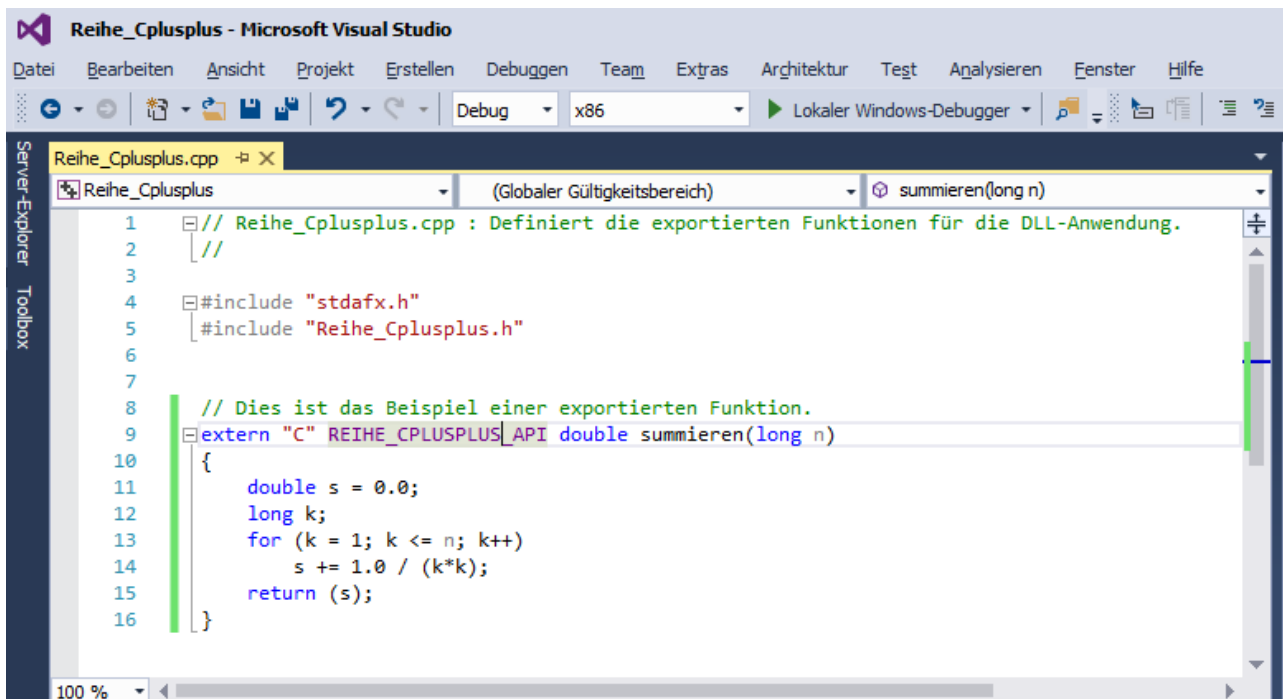 Reihe_Cplusplus - Microsoft Visual Studio
Datei Bearbeiten Ansicht Projekt Erstellen Debuggen Team Extras Architektur Test Analysieren Fenster Hilfe
Debug x86 Lokaler Windows-Debugger
Server-Explorer
Toolbox
Reihe_Cplusplus.cpp
Reihe_Cplusplus (Globaler Gültigkeitsbereich) summieren(long n)
1 // Reihe_Cplusplus.cpp : Definiert die exportierten Funktionen für die DLL-Anwendung.
2 //
3
4 #include "stdafx.h"
5 #include "Reihe_Cplusplus.h"
6
7
8 // Dies ist das Beispiel einer exportierten Funktion.
9 extern "C" REIHE_CPLUSPLUS_API double summieren(long n)
10 {
11 double s = 0.0;
12 long k;
13 for (k = 1; k <= n; k++)
14 s += 1.0 / (k*k);
15 return (s);
16 }
100 %